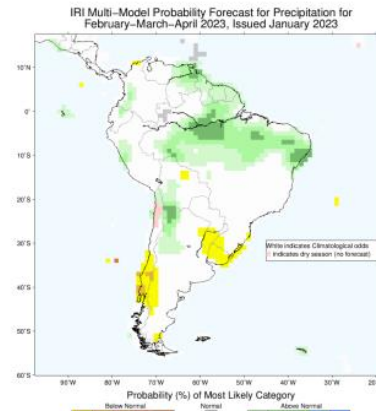 IRI Multi-Model Probability Forecast for Precipitation for
February-March-April 2023, Issued January 2023
10°N
0°
10°S
20°S
30°S
40°S
50°S
60°S
White indicates Climatological odds
indicates dry season (no forecast)
90°W 80°W 70°W 60°W 50°W 40°W 30°W 20°W
Probability (%) of Most Likely Category
Below Normal Normal Above Normal